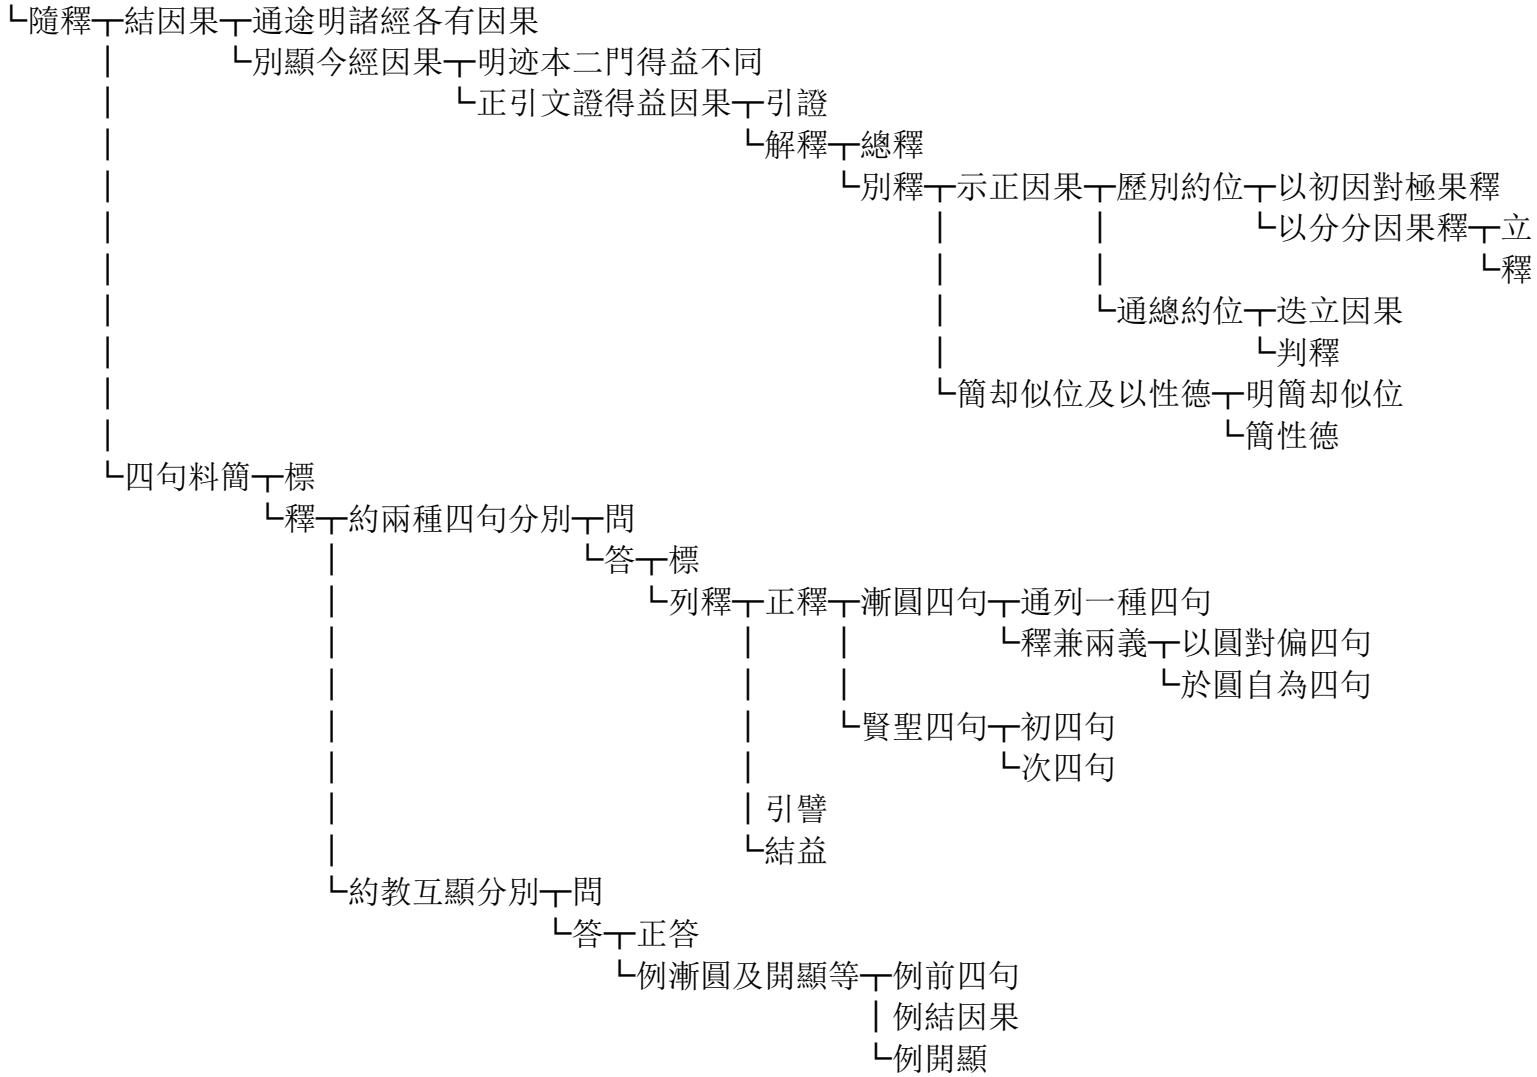 └隨釋┬結因果┬通途明諸經各有因果
└別顯今經因果┬明迹本二門得益不同
└正引文證得益因果┬引證
└解釋┬總釋
└別釋┬示正因果┬歷別約位┬以初因對極果釋
└以分分因果釋┬立
└釋
└通總約位┬迭立因果
└判釋
└簡却似位及以性德┬明簡却似位
└簡性德
└四句料簡┬標
└釋┬約兩種四句分別┬問
└答┬標
└列釋┬正釋┬漸圓四句┬通列一種四句
└釋兼兩義┬以圓對偏四句
└於圓自為四句
└賢聖四句┬初四句
└次四句
│引譬
└結益
└約教互顯分別┬問
└答┬正答
└例漸圓及開顯等┬例前四句
│例結因果
└例開顯